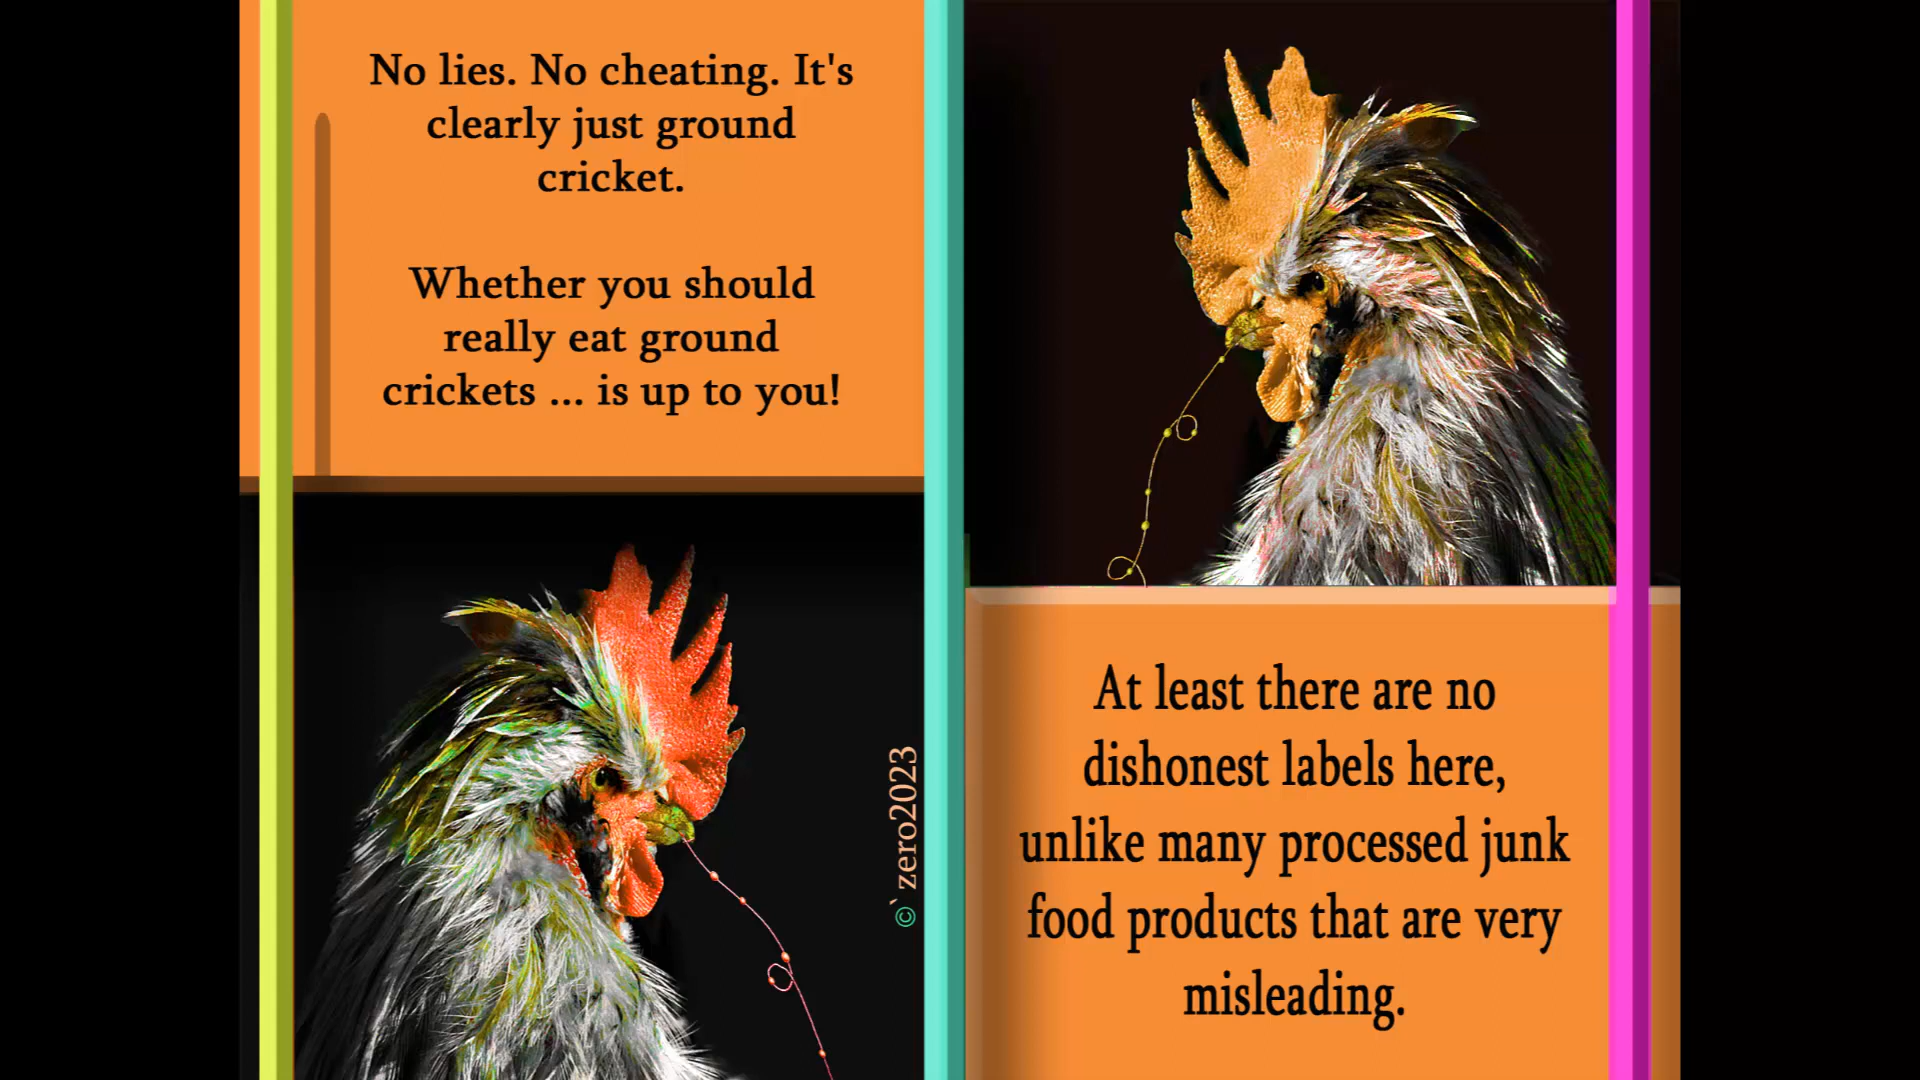 No lies. No cheating. It's
clearly just ground
cricket.
Whether you should
really eat ground
crickets ... is up to you!
©`zero2023
At least there are no
dishonest labels here,
unlike many processed junk
food products that are very
misleading.